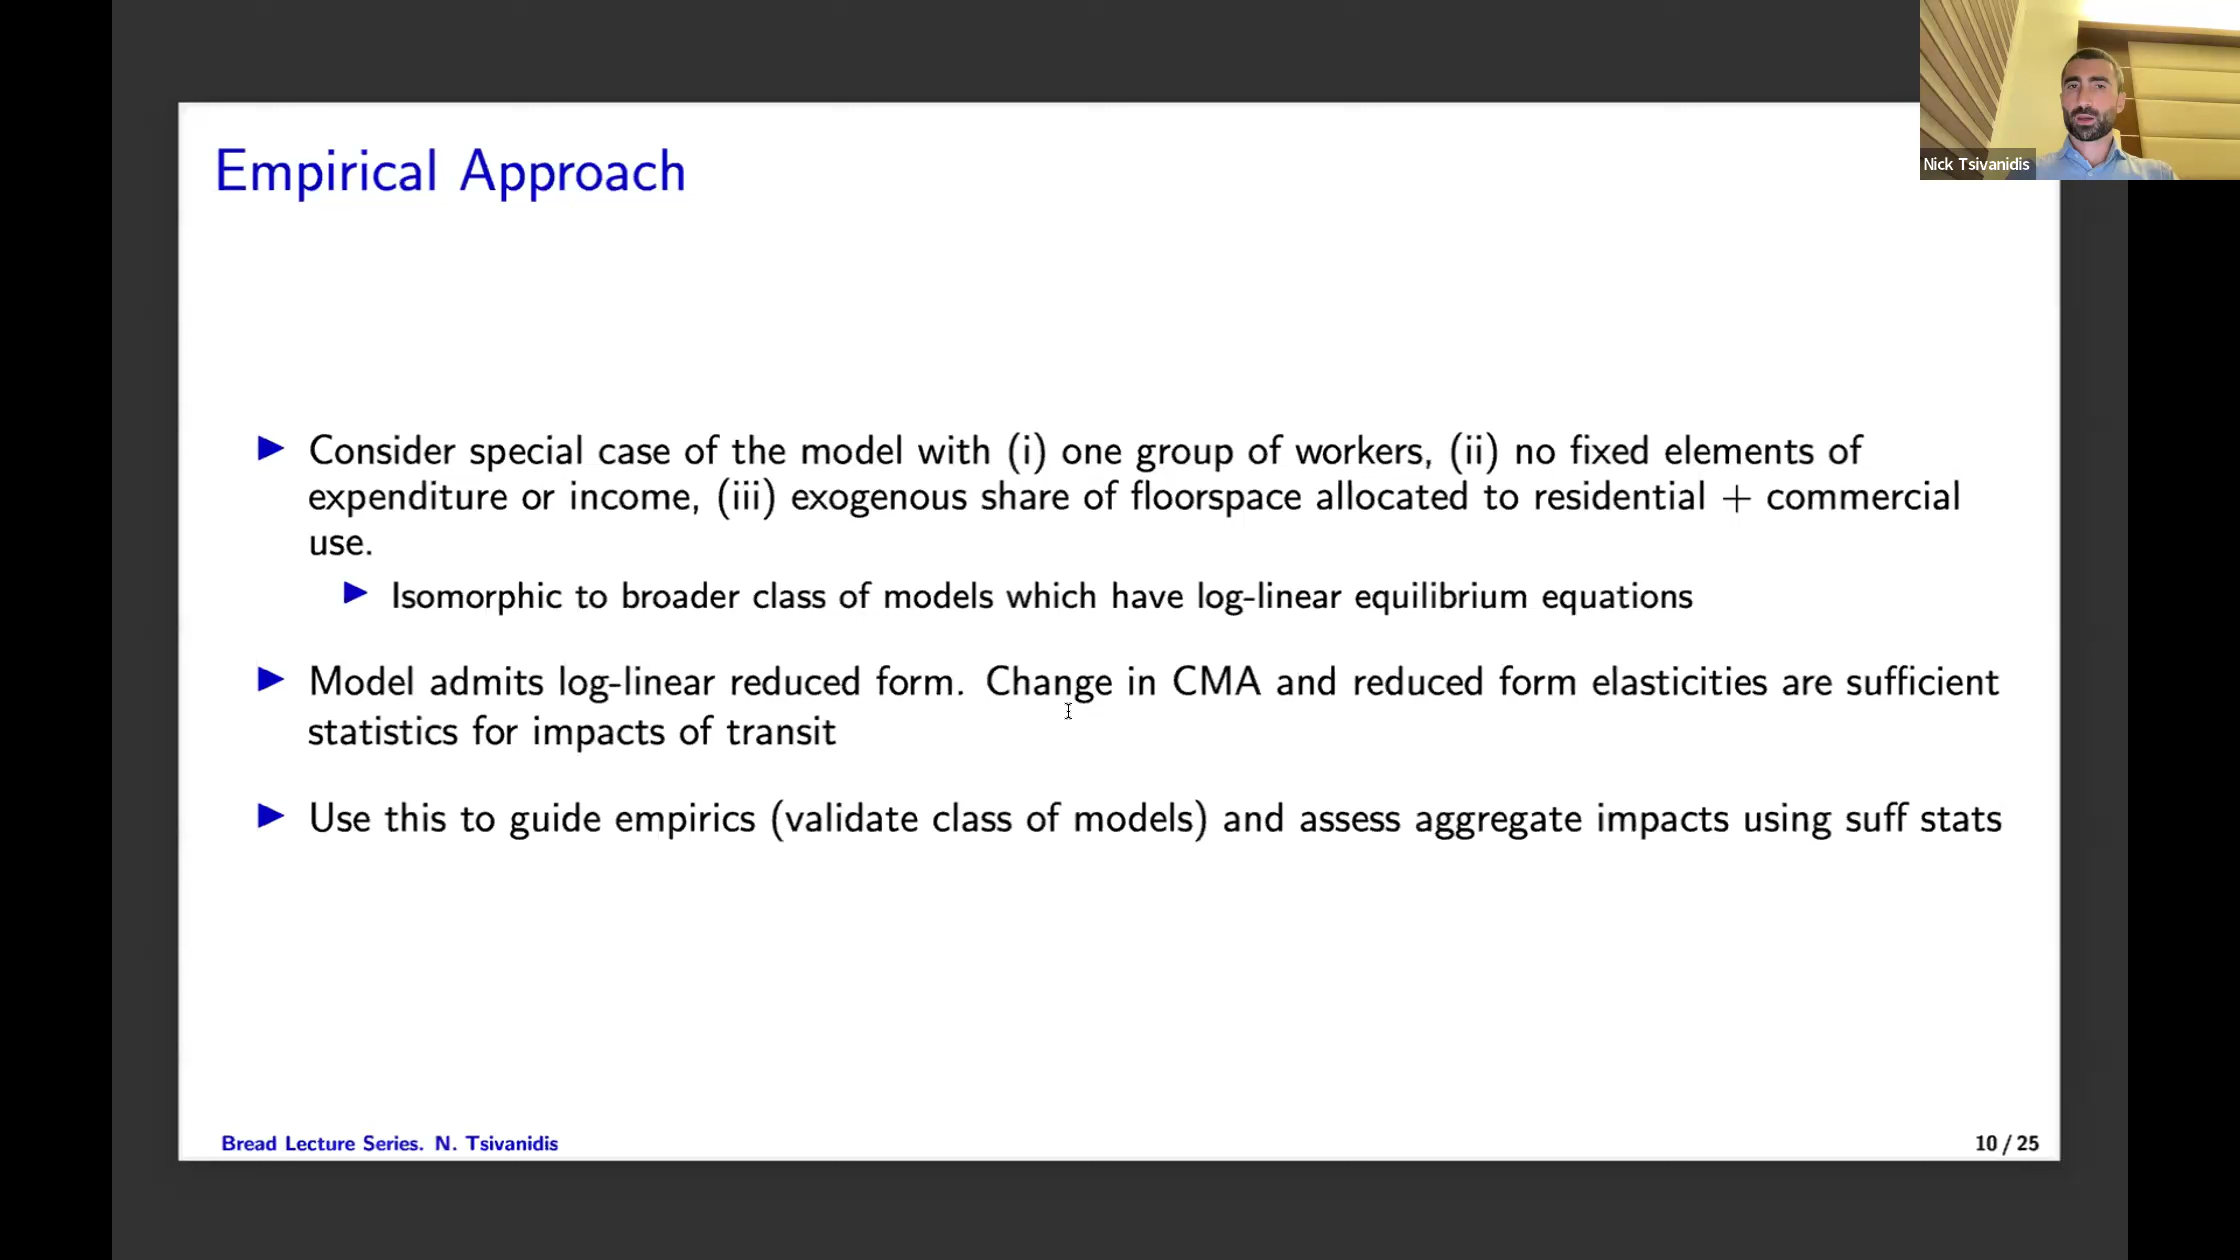 Nick Tsivanidis
Empirical Approach
Consider special case of the model with (i) one group of workers, (ii) no fixed elements of
expenditure or income, (iii) exogenous share of floorspace allocated to residential + commercial
use.
Isomorphic to broader class of models which have log-linear equilibrium equations
Model admits log-linear reduced form. Change in CMA and reduced form elasticities are sufficient
statistics for impacts of transit
Use this to guide empirics (validate class of models) and assess aggregate impacts using suff stats
Bread Lecture Series. N. Tsivanidis
10 / 25